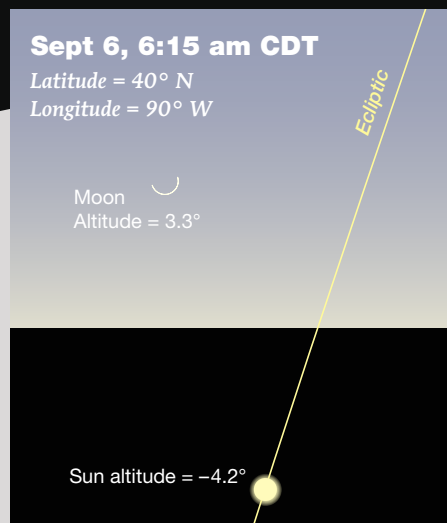 Sept 6, 6:15 am CDT
Latitude = 40° N
Longitude = 90° W
Ecliptic
Moon
Altitude = 3.3°
Sun altitude = −4.2°